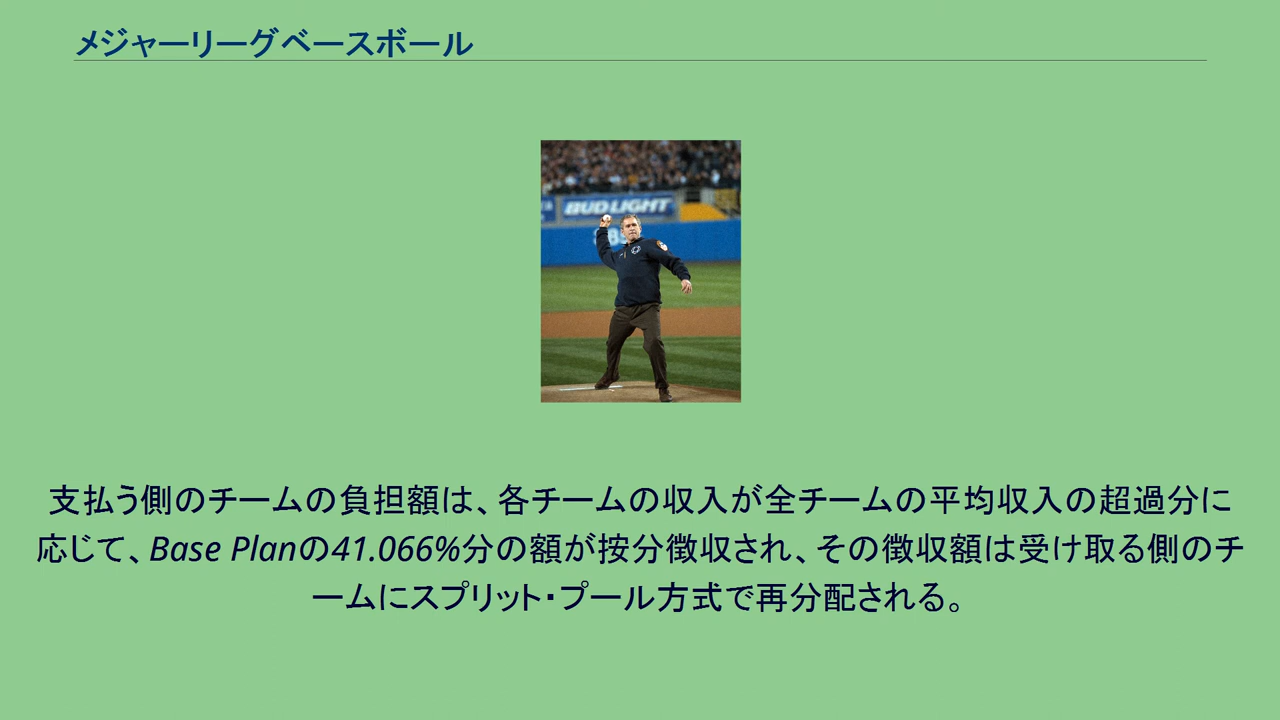 メジャーリーグベースボール
BUD LIGHT
支払う側のチームの負担額は、各チームの収入が全チームの平均収入の超過分に
応じて、Base Planの41.066%分の額が按分徴収され、その徴収額は受け取る側のチ
ームにスプリット・プール方式で再分配される。